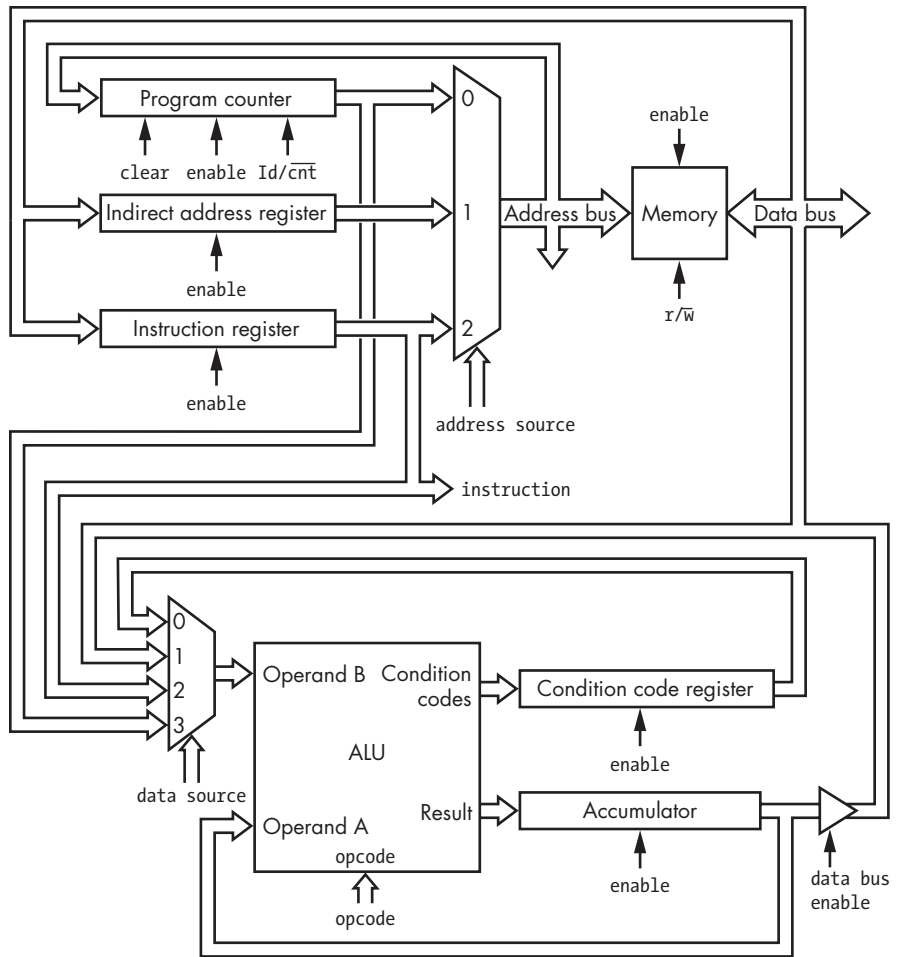 Program counter
clear
enable
Id/c̅n̅t̅
0
enable
Indirect address register
1
Address bus
Memory
Data bus
enable
r/w̅
Instruction register
2
enable
address source
instruction
0
1
2
3
data source
Operand B
Condition
codes
ALU
Operand A
Result
opcode
opcode
Condition code register
enable
Accumulator
enable
data bus
enable